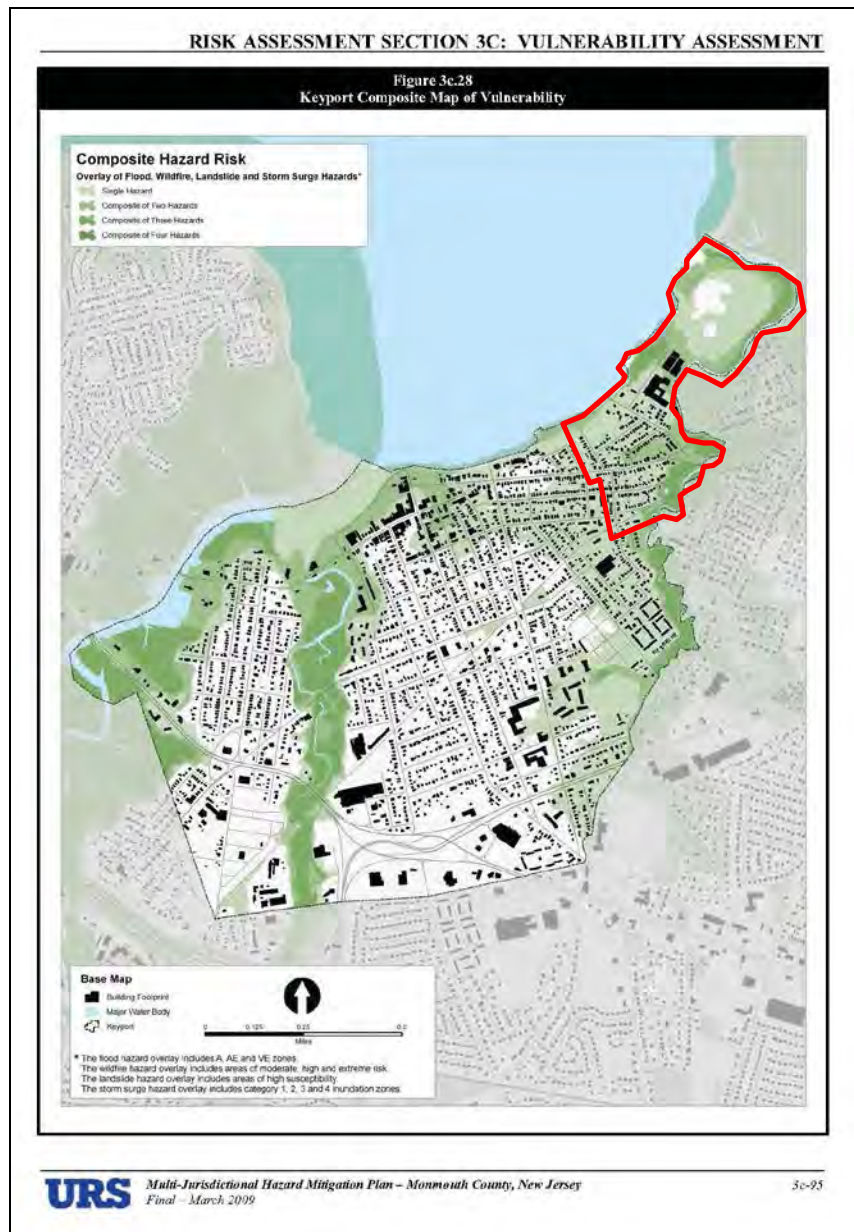 RISK ASSESSMENT SECTION 3C: VULNERABILITY ASSESSMENT
Figure 3c.28
Keyport Composite Map of Vulnerability
Composite Hazard Risk
Overlay of Flood, Wildfire, Landslide and Storm Surge Hazards*
Single Hazard
Composite of Two Hazards
Composite of Three Hazards
Composite of Four Hazards
Base Map
Building Footprint
Major Water Body
Keyport
0 0.125 0.25
Miles
* The flood hazard overlay includes A, AE and VE zones.
The wildfire hazard overlay includes areas of moderate, high and extreme risk.
The landslide hazard overlay includes areas of high susceptibility.
The storm surge hazard overlay includes category 1, 2, 3 and 4 inundation zones.
URS
Multi-Jurisdictional Hazard Mitigation Plan – Monmouth County, New Jersey
3c-95
Final – March 2009